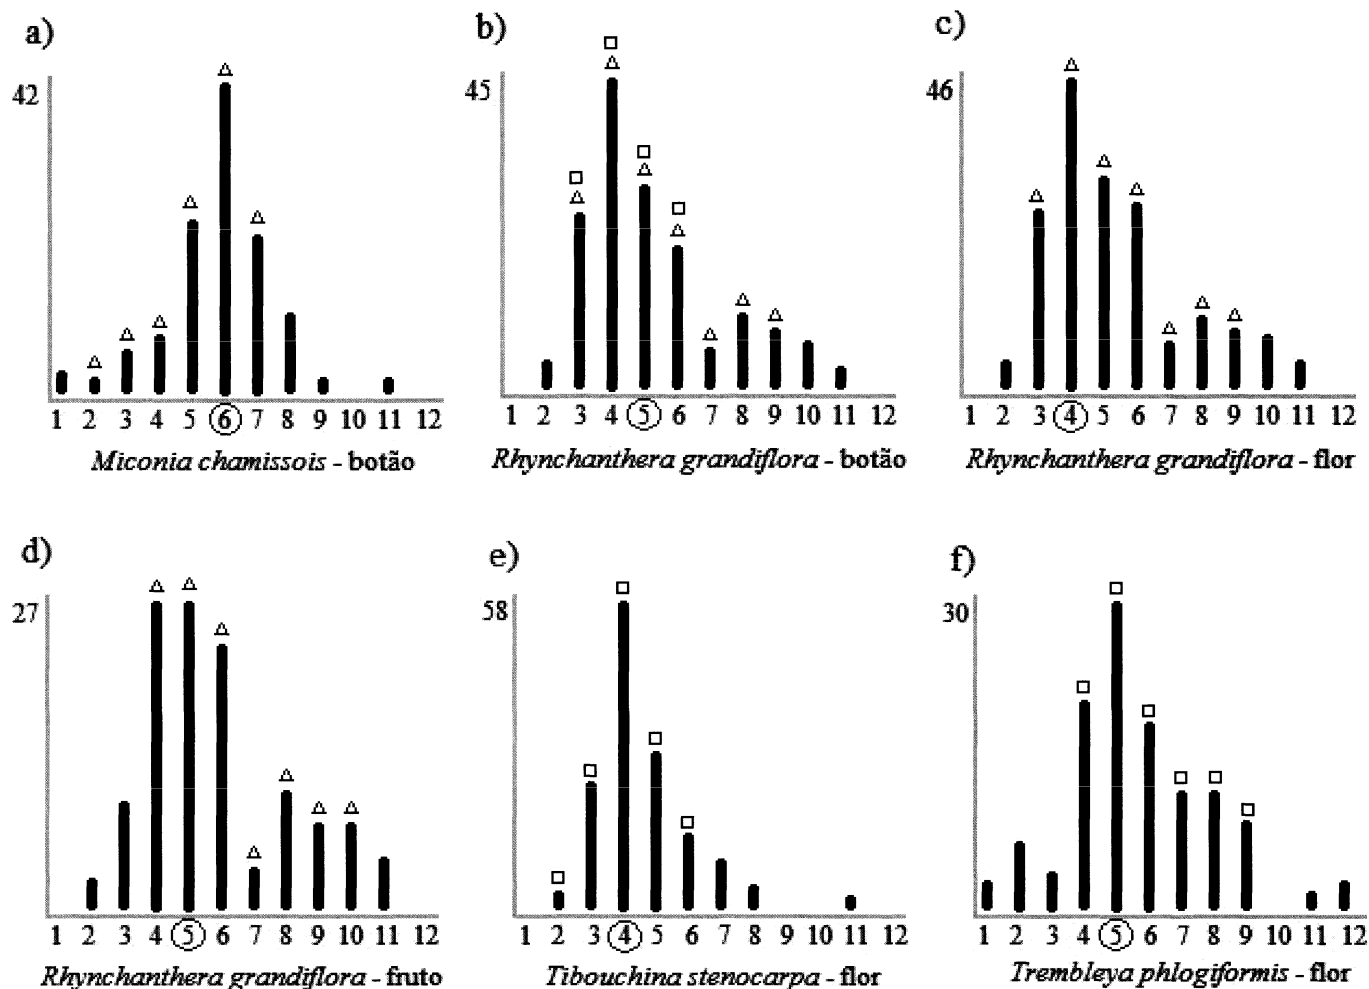 a)
42
1 2 3 4 5 6 7 8 9 10 11 12
Miconia chamissois - botão
b)
45
1 2 3 4 5 6 7 8 9 10 11 12
Rhynchanthera grandiflora - botão
c)
46
1 2 3 4 5 6 7 8 9 10 11 12
Rhynchanthera grandiflora - flor
d)
27
1 2 3 4 5 6 7 8 9 10 11 12
Rhynchanthera grandiflora - fruto
e)
58
1 2 3 4 5 6 7 8 9 10 11 12
Tibouchina stenocarpa - flor
f)
30
1 2 3 4 5 6 7 8 9 10 11 12
Trembleya phlogiformis - flor